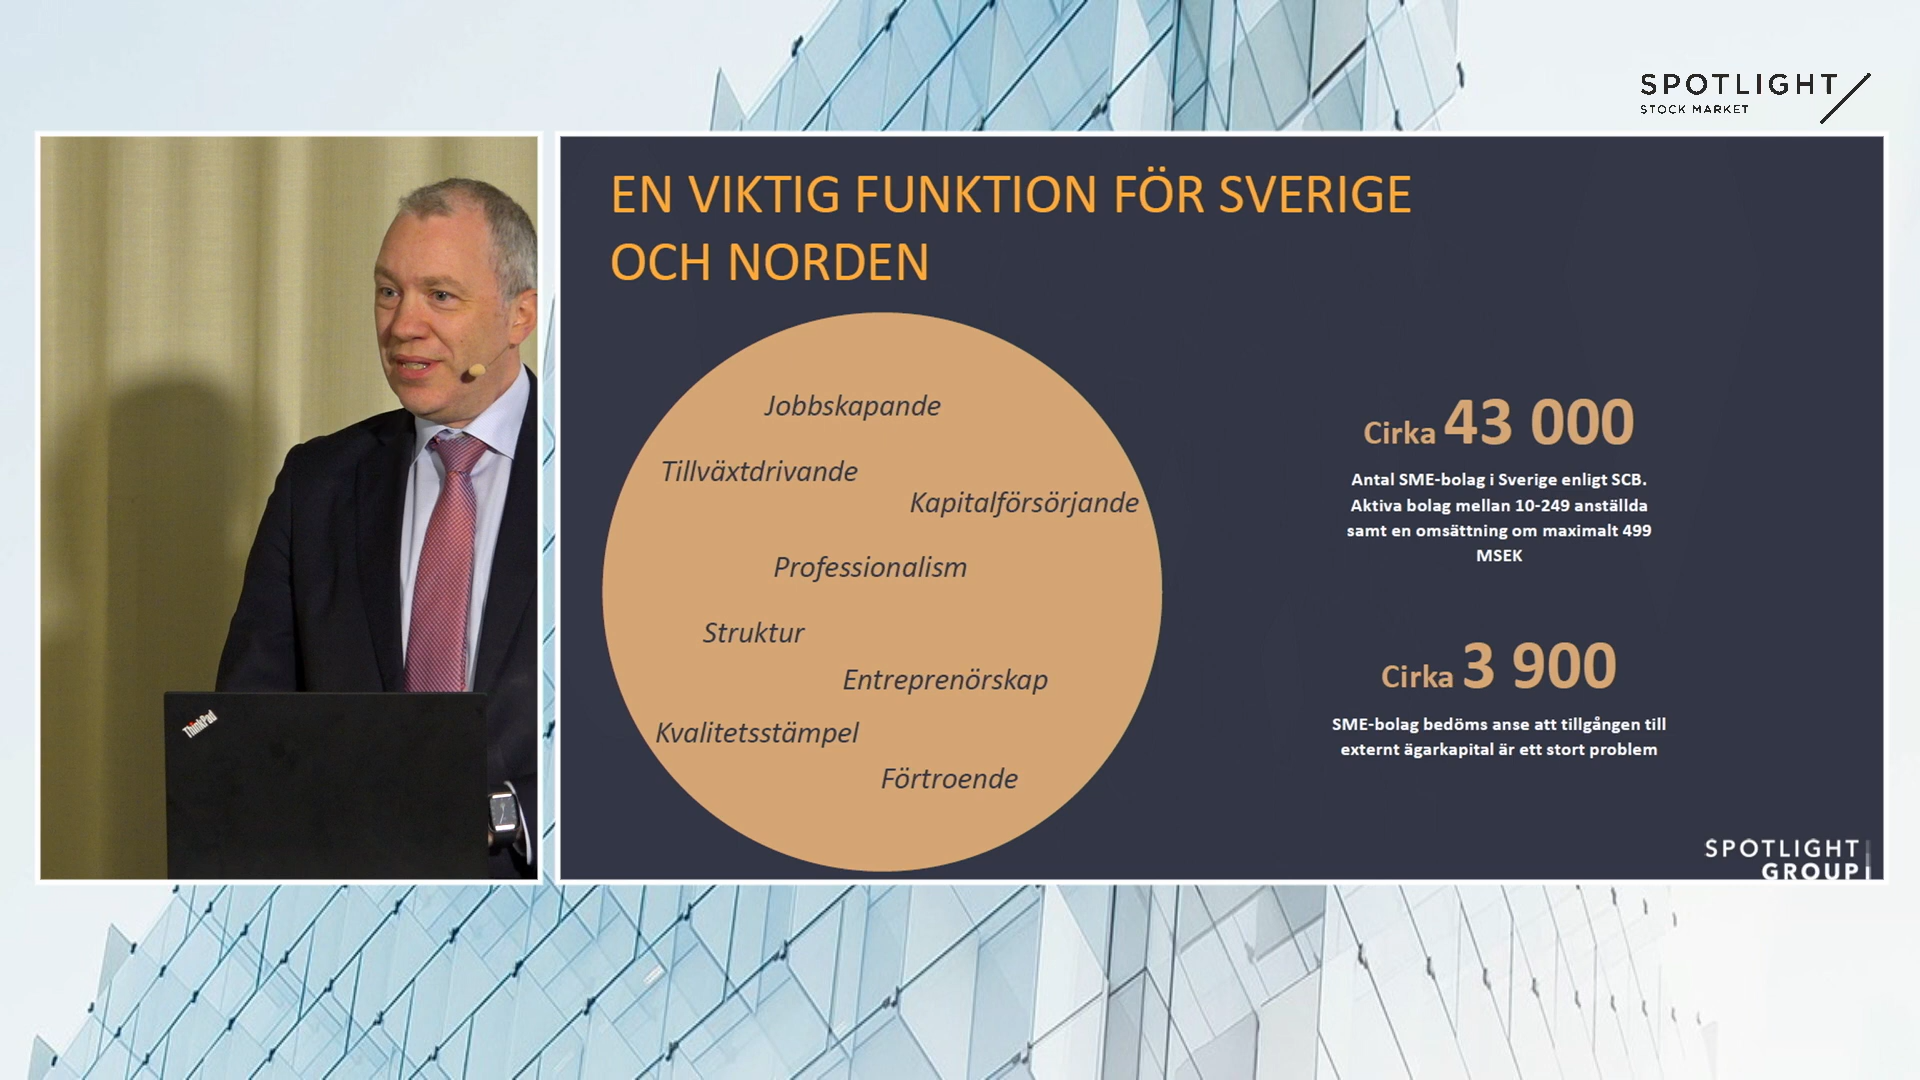 SPOTLIGHT
STOCK MARKET
EN VIKTIG FUNKTION FÖR SVERIGE
OCH NORDEN
Jobbskapande
Tillväxtdrivande
Kapitalförsörjande
Professionalism
Struktur
Entreprenörskap
Kvalitetsstämpel
Förtroende
Cirka 43 000
Antal SME-bolag i Sverige enligt SCB.
Aktiva bolag mellan 10-249 anställda
samt en omsättning om maximalt 499
MSEK
Cirka 3 900
SME-bolag bedöms anse att tillgången till
externt ägarkapital är ett stort problem
SPOTLIGHT
GROUP
ThinkPad